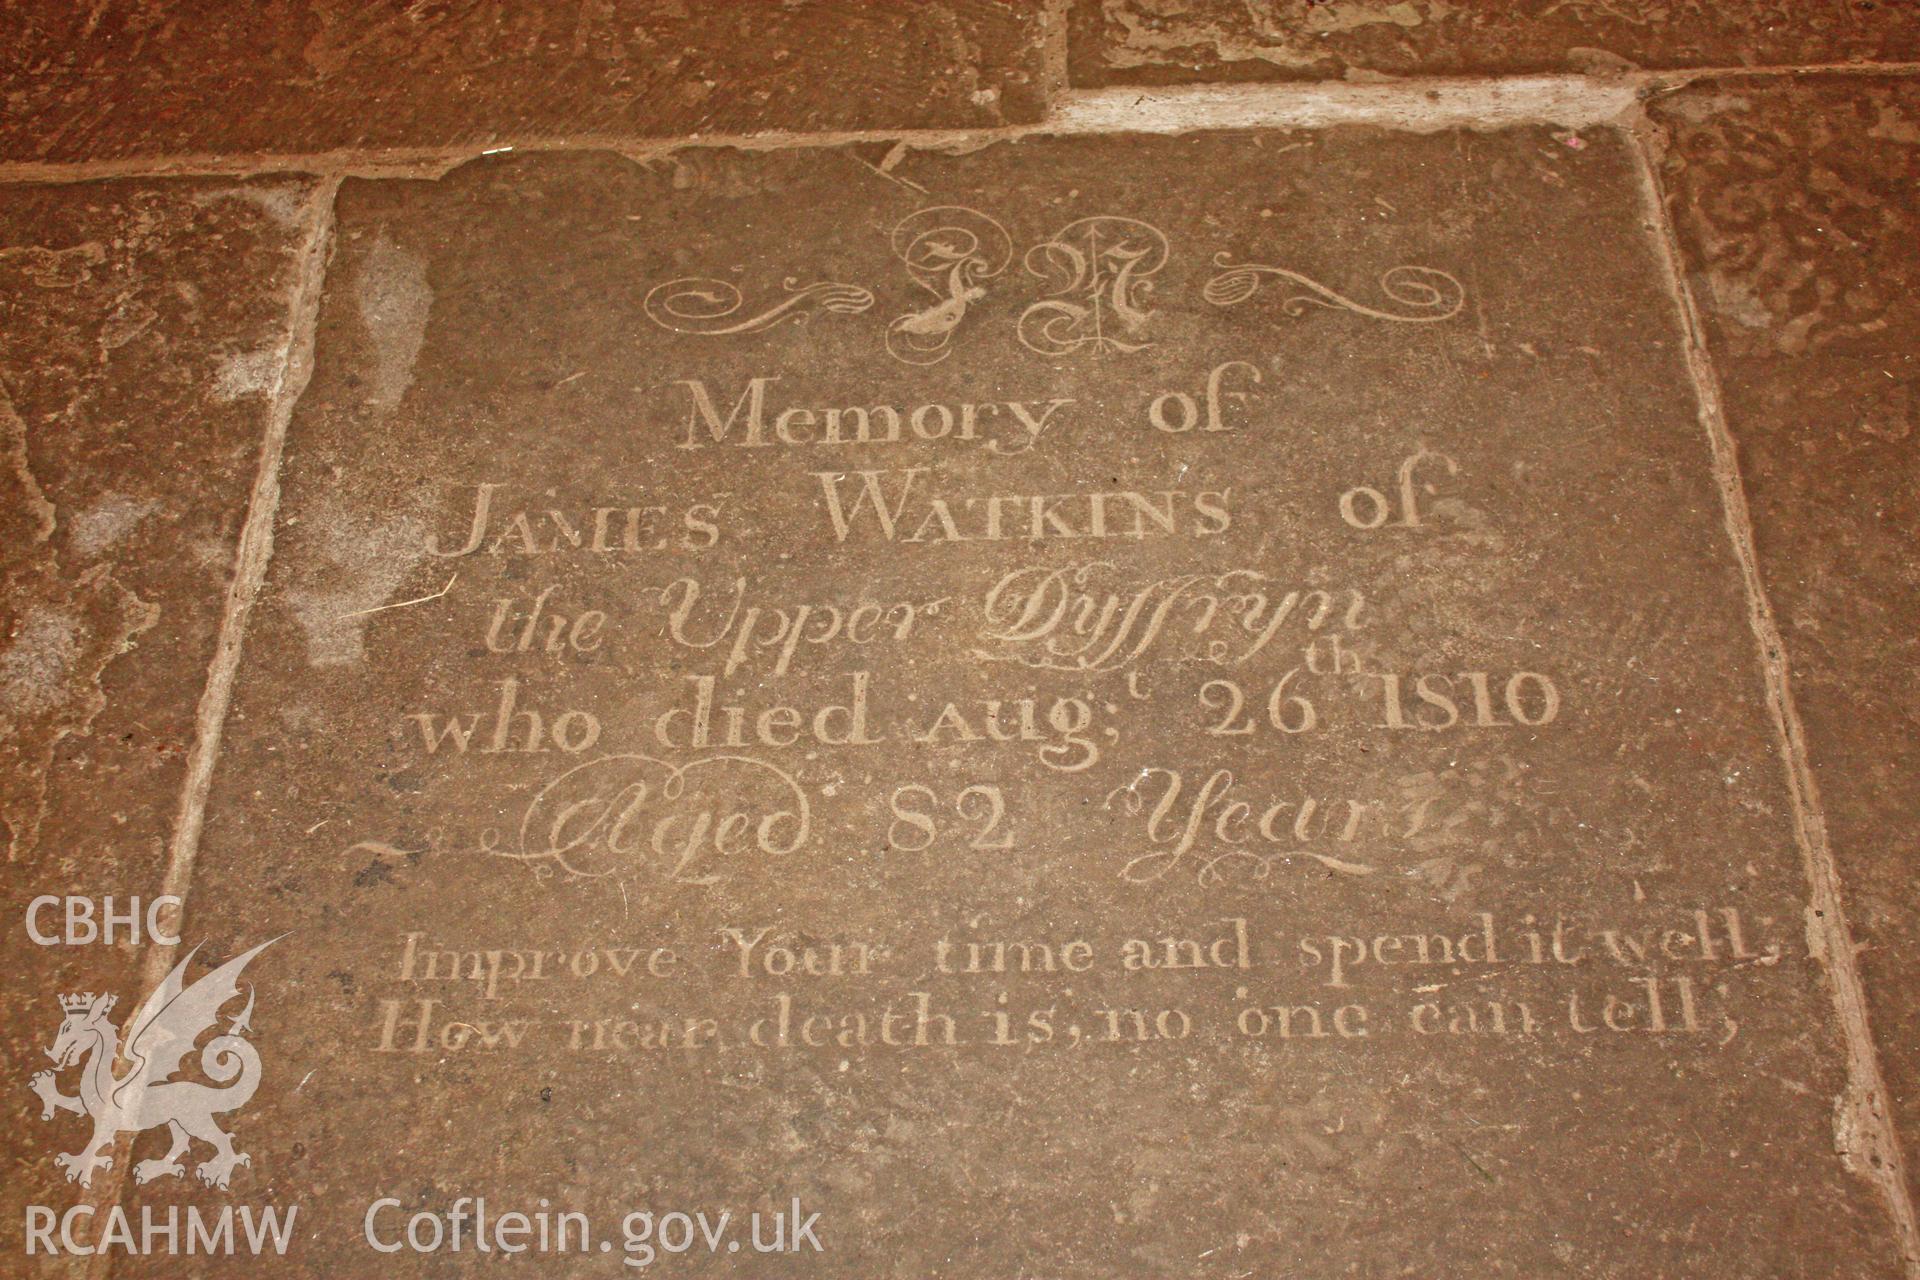 IN
Memory of
JAMES WATKINS of
the Upper Dyffryn
who died Aug;t 26th 1810
Aged 82 Years
Improve Your time and spend it well,
How near death is, no one can tell;
CBHC
RCAHMW
Coflein.gov.uk